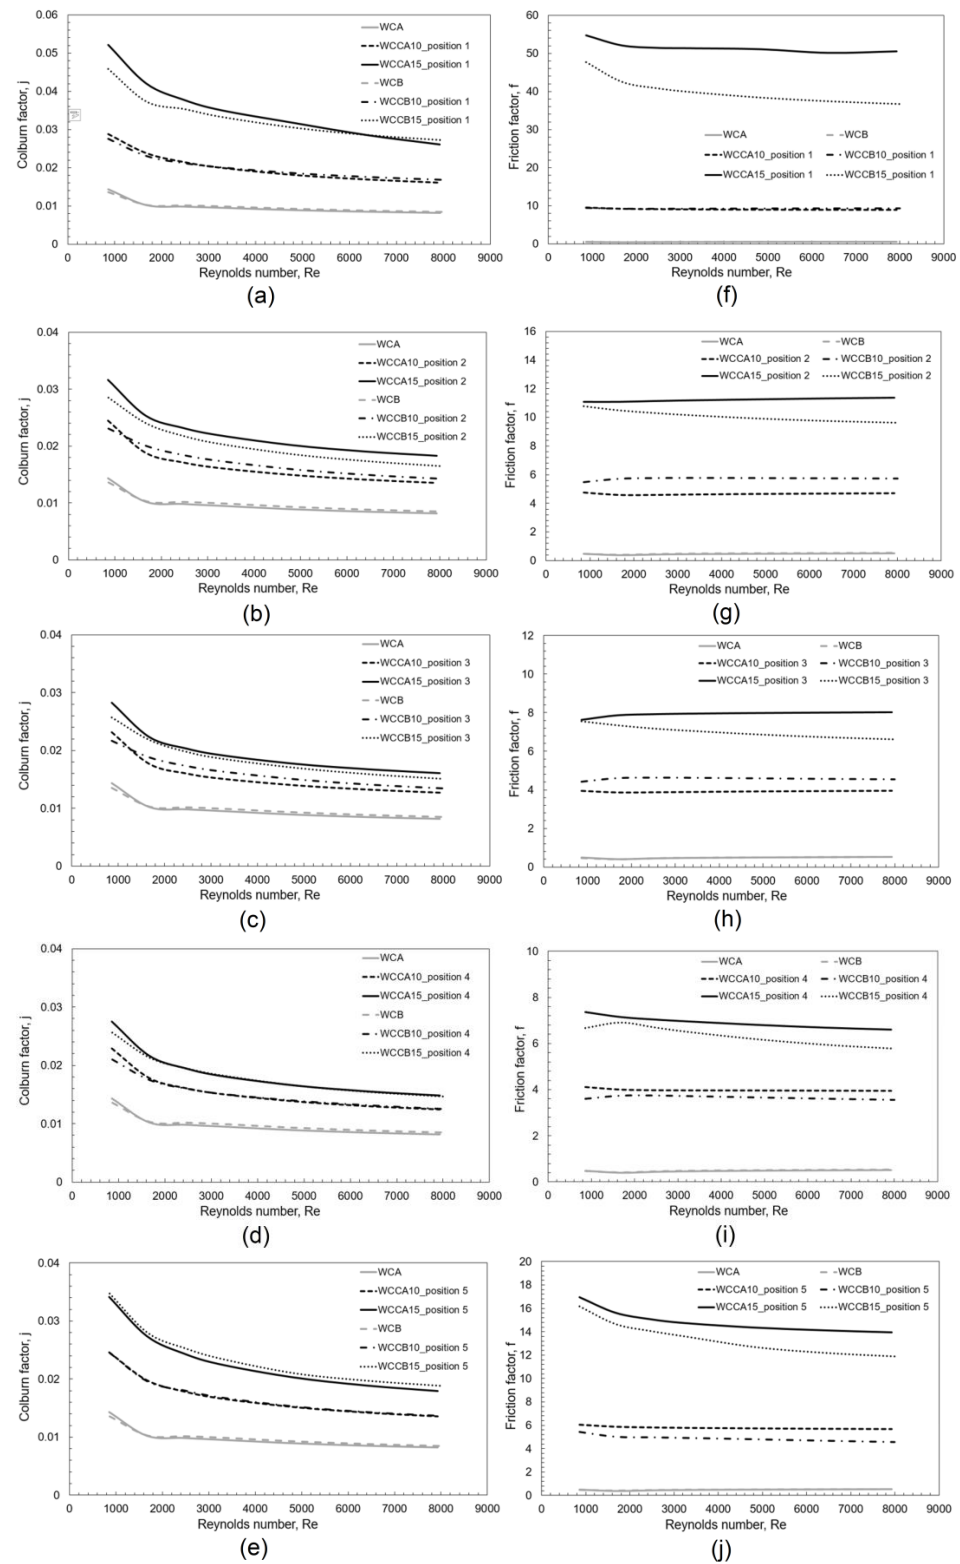 0.06
0.05
0.04
0.03
0.02
0.01
0
Colburn factor, j
WCA
WCCA10_position 1
WCCA15_position 1
WCB
WCCB10_position 1
WCCB15_position 1
0 1000 2000 3000 4000 5000 6000 7000 8000 9000
Reynolds number, Re
(a)
60
50
40
30
20
10
0
Friction factor, f
WCA WCB
WCCA10_position 1 WCCB10_position 1
WCCA15_position 1 WCCB15_position 1
0 1000 2000 3000 4000 5000 6000 7000 8000 9000
Reynolds number, Re
(f)
0.04
0.03
0.02
0.01
0
Colburn factor, j
WCA
WCCA10_position 2
WCCA15_position 2
WCB
WCCB10_position 2
WCCB15_position 2
0 1000 2000 3000 4000 5000 6000 7000 8000 9000
Reynolds number, Re
(b)
16
14
12
10
8
6
4
2
0
Friction factor, f
WCA WCB
WCCA10_position 2 WCCB10_position 2
WCCA15_position 2 WCCB15_position 2
0 1000 2000 3000 4000 5000 6000 7000 8000 9000
Reynolds number, Re
(g)
0.04
0.03
0.02
0.01
0
Colburn factor, j
WCA
WCCA10_position 3
WCCA15_position 3
WCB
WCCB10_position 3
WCCB15_position 3
0 1000 2000 3000 4000 5000 6000 7000 8000 9000
Reynolds number, Re
(c)
12
10
8
6
4
2
0
Friction factor, f
WCA WCB
WCCA10_position 3 WCCB10_position 3
WCCA15_position 3 WCCB15_position 3
0 1000 2000 3000 4000 5000 6000 7000 8000 9000
Reynolds number, Re
(h)
0.04
0.03
0.02
0.01
0
Colburn factor, j
WCA
WCCA10_position 4
WCCA15_position 4
WCB
WCCB10_position 4
WCCB15_position 4
0 1000 2000 3000 4000 5000 6000 7000 8000 9000
Reynolds number, Re
(d)
10
8
6
4
2
0
Friction factor, f
WCA WCB
WCCA10_position 4 WCCB10_position 4
WCCA15_position 4 WCCB15_position 4
0 1000 2000 3000 4000 5000 6000 7000 8000 9000
Reynolds number, Re
(i)
0.04
0.03
0.02
0.01
0
Colburn factor, j
WCA
WCCA10_position 5
WCCA15_position 5
WCB
WCCB10_position 5
WCCB15_position 5
0 1000 2000 3000 4000 5000 6000 7000 8000 9000
Reynolds number, Re
(e)
20
18
16
14
12
10
8
6
4
2
0
Friction factor, f
WCA WCB
WCCA10_position 5 WCCB10_position 5
WCCA15_position 5 WCCB15_position 5
0 1000 2000 3000 4000 5000 6000 7000 8000 9000
Reynolds number, Re
(j)